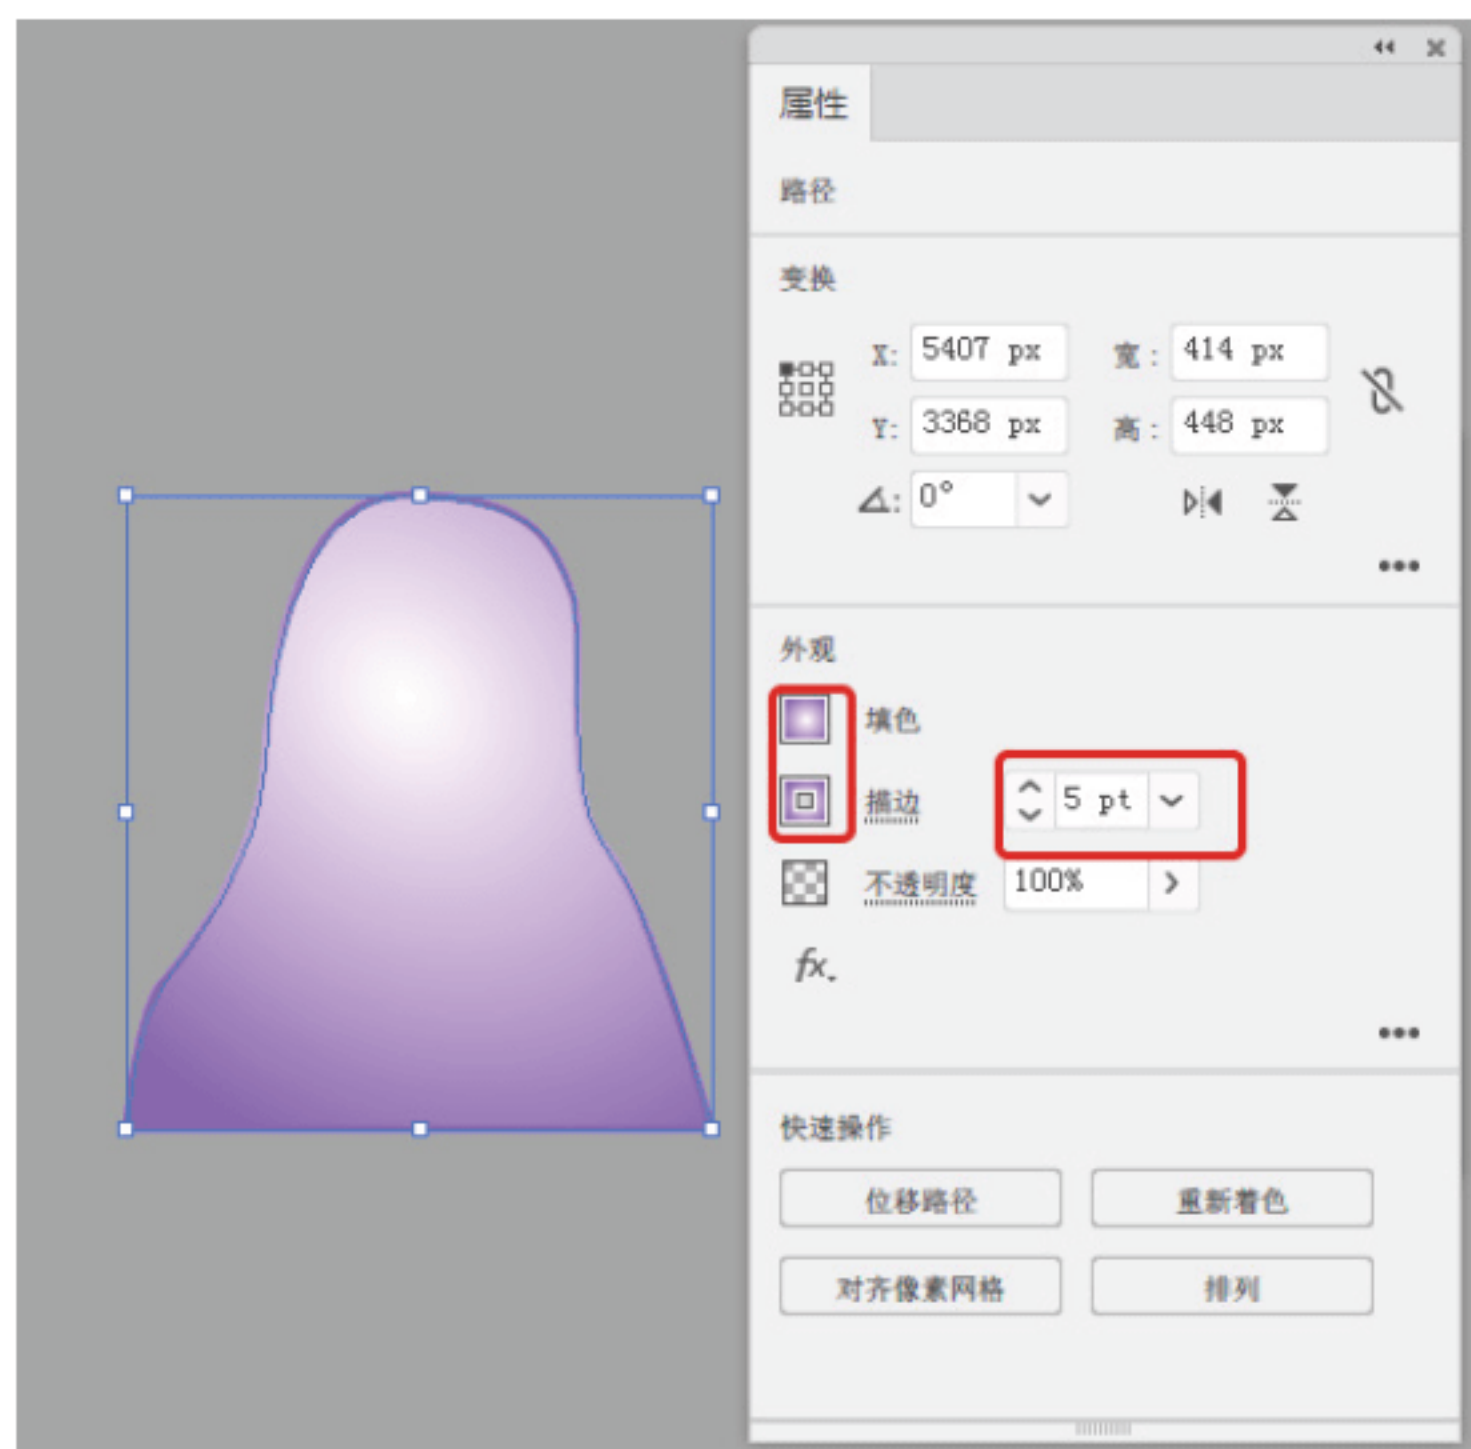 属性
路径
变换
X: 5407 px 宽: 414 px
Y: 3368 px 高: 448 px
0°
外观
填色
描边 5 pt
不透明度 100%
fx.
快速操作
位移路径 重新着色
对齐像素网格 排列